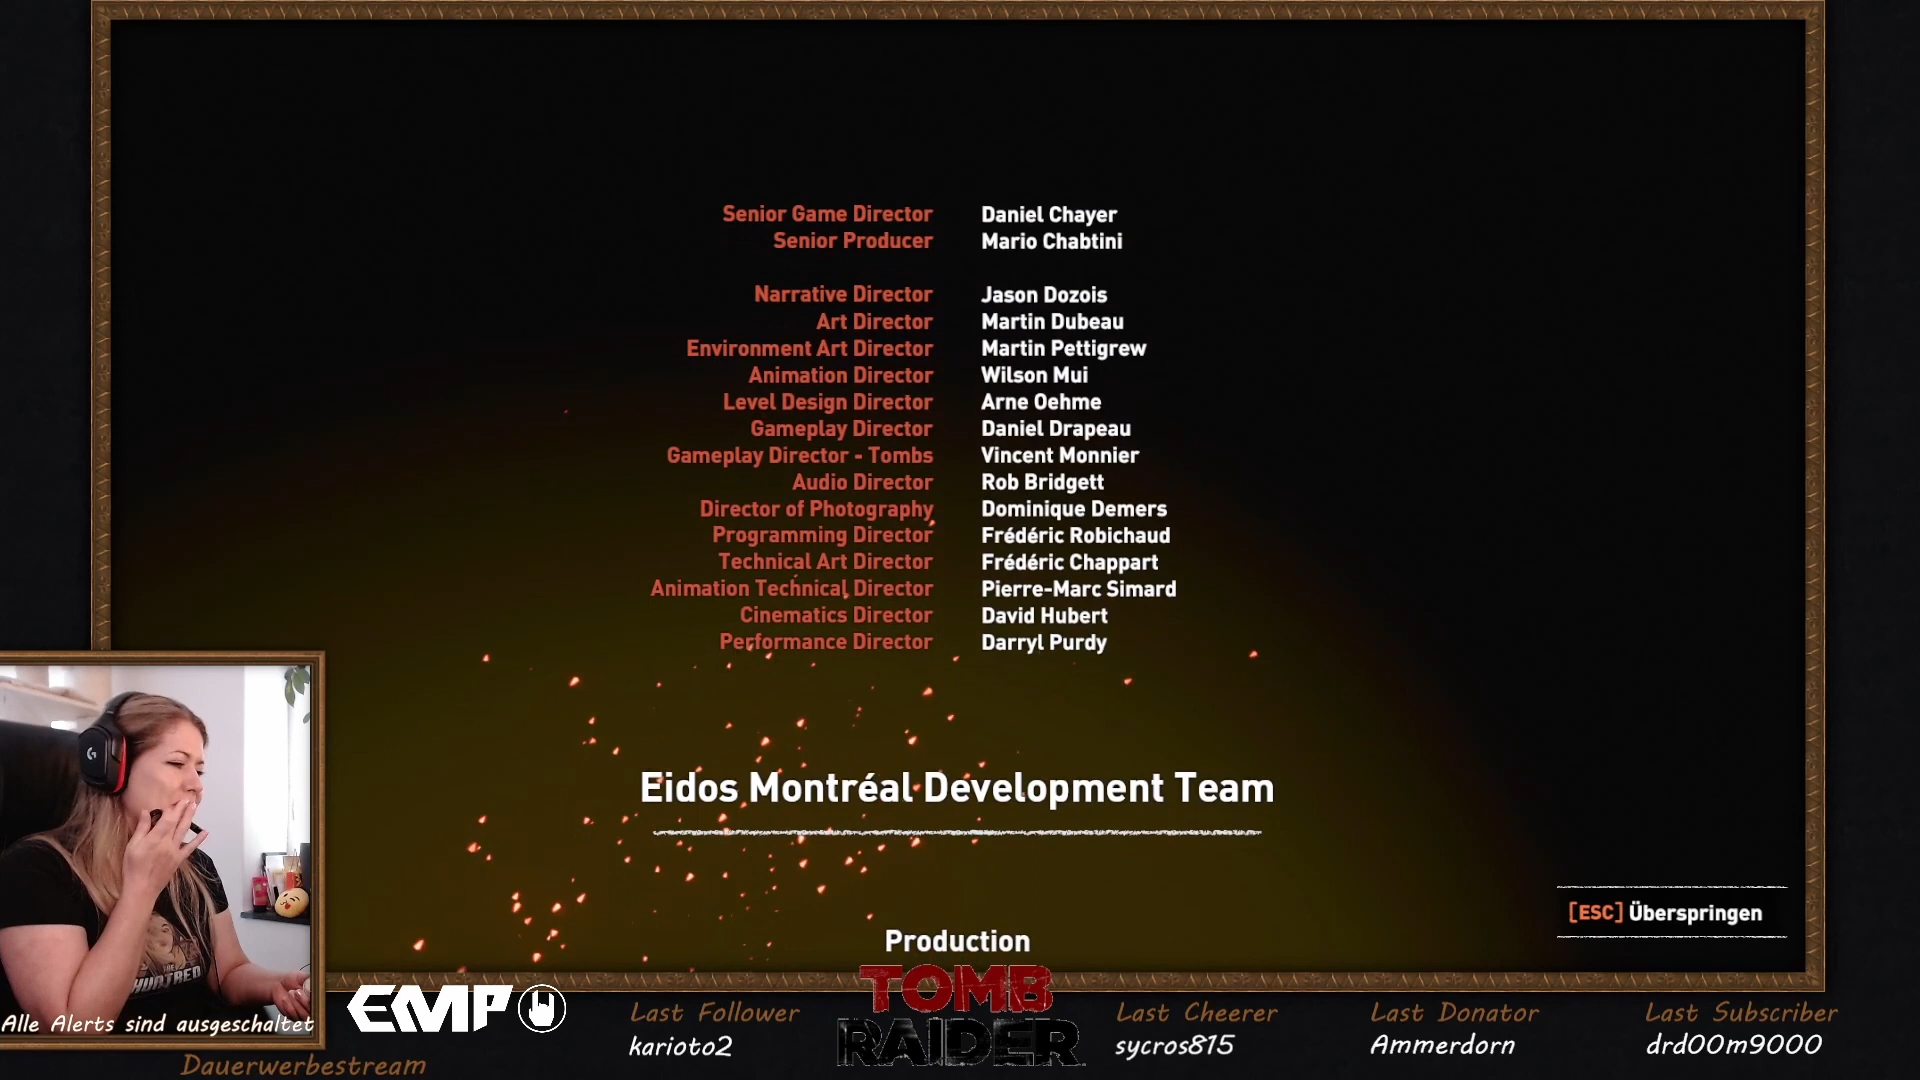 Senior Game Director Daniel Chayer
Senior Producer Mario Chabtini
Narrative Director Jason Dozois
Art Director Martin Dubeau
Environment Art Director Martin Pettigrew
Animation Director Wilson Mui
Level Design Director Arne Oehme
Gameplay Director Daniel Drapeau
Gameplay Director - Tombs Vincent Monnier
Audio Director Rob Bridgett
Director of Photography Dominique Demers
Programming Director Frédéric Robichaud
Technical Art Director Frédéric Chappart
Animation Technical Director Pierre-Marc Simard
Cinematics Director David Hubert
Performance Director Darryl Purdy
Eidos Montréal Development Team
[ESC] Überspringen
Production
TOMB
RAIDER
Alle Alerts sind ausgeschaltet
Dauerwerbestream
EMP
Last Follower
karioto2
Last Cheerer
sycros815
Last Donator
Ammerdorn
Last Subscriber
drd00m9000